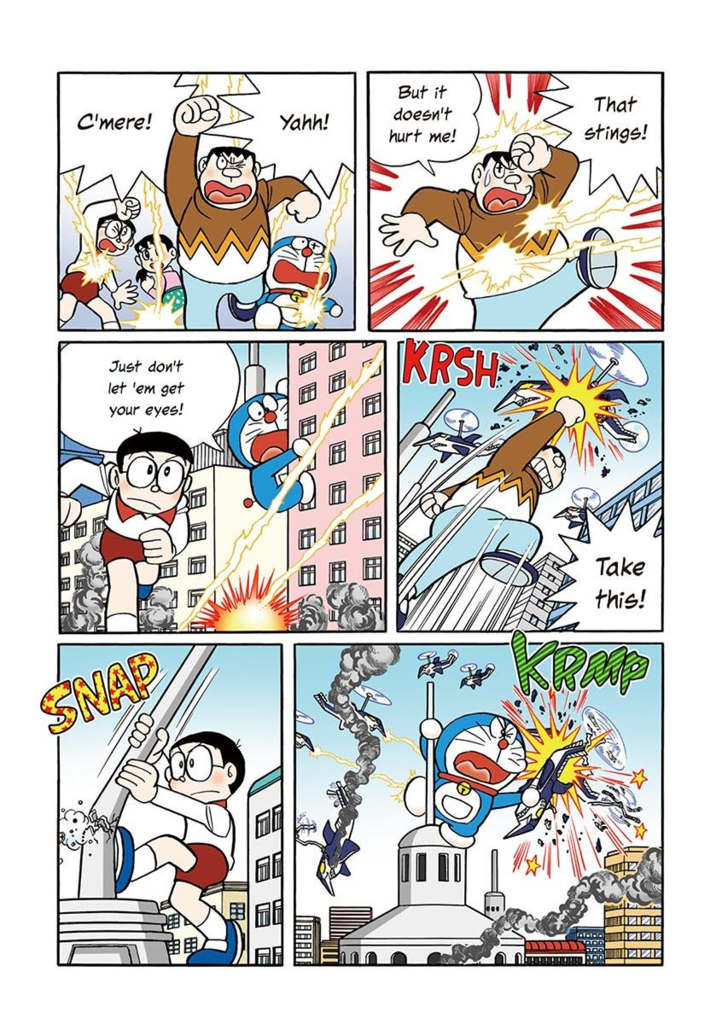 C'mere!
Yahh!
But it
doesn't
hurt me!
That
stings!
Just don't
let 'em get
your eyes!
KRSH
Take
this!
SNAP
KRMP